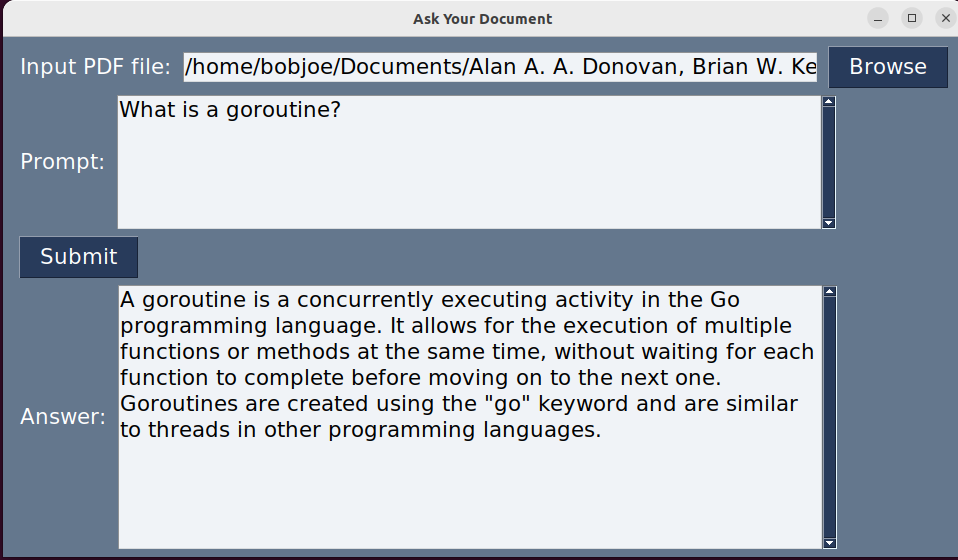 Ask Your Document
Input PDF file: /home/bobjoe/Documents/Alan A. A. Donovan, Brian W. Ke Browse
Prompt: What is a goroutine?
Submit
Answer: A goroutine is a concurrently executing activity in the Go
programming language. It allows for the execution of multiple
functions or methods at the same time, without waiting for each
function to complete before moving on to the next one.
Goroutines are created using the "go" keyword and are similar
to threads in other programming languages.